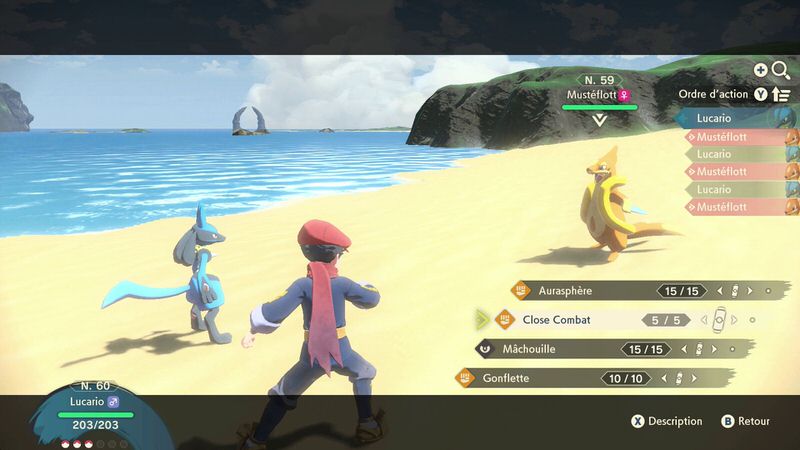 N. 59
Mustéflott ♀
Ordre d'action Y
Lucario
Mustéflott
Lucario
Mustéflott
Lucario
Mustéflott
Aurasphère 15/15
Close Combat 5/5
Mâchouille 15/15
Gonflette 10/10
N. 60
Lucario ♂
203/203
X Description B Retour